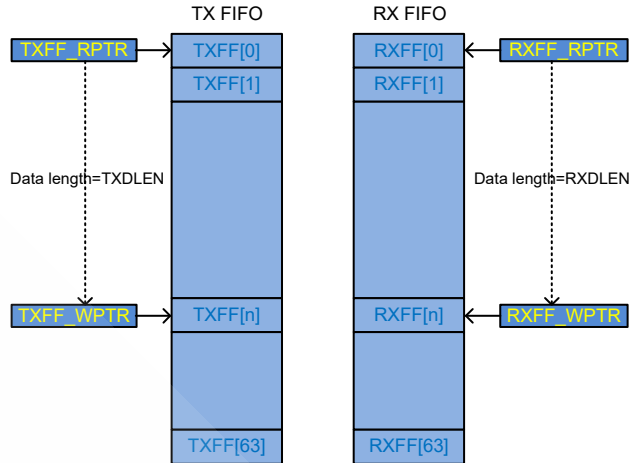 TX FIFO
RX FIFO
TXFF_RPTR
TXFF[0]
RXFF[0]
RXFF_RPTR
TXFF[1]
RXFF[1]
Data length=TXDLEN
Data length=RXDLEN
TXFF_WPTR
TXFF[n]
RXFF[n]
RXFF_WPTR
TXFF[63]
RXFF[63]